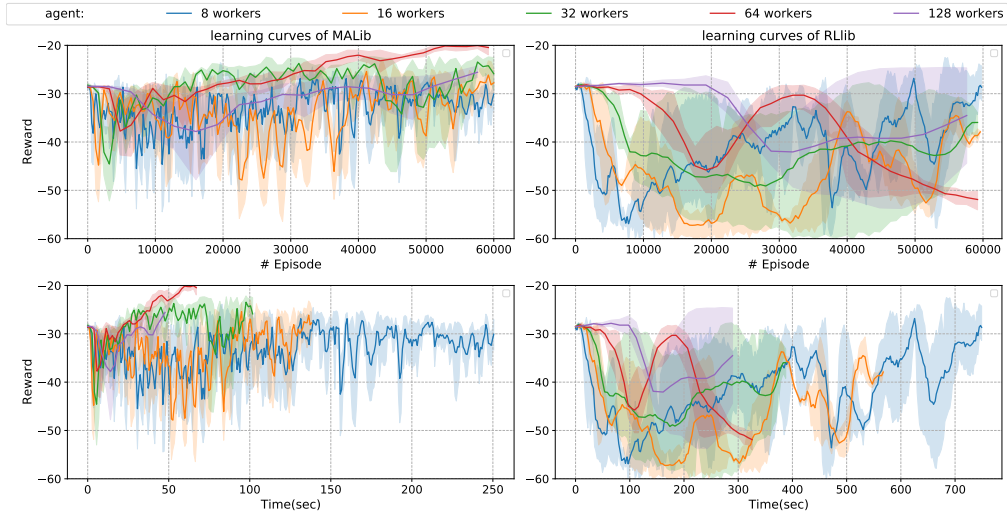 agent: 8 workers 16 workers 32 workers 64 workers 128 workers
learning curves of MALib
learning curves of RLlib
Reward
−20
−30
−40
−50
−60
0 10000 20000 30000 40000 50000 60000
# Episode
−20
−30
−40
−50
−60
0 10000 20000 30000 40000 50000 60000
# Episode
Reward
−20
−30
−40
−50
−60
0 50 100 150 200 250
Time(sec)
−20
−30
−40
−50
−60
0 100 200 300 400 500 600 700
Time(sec)